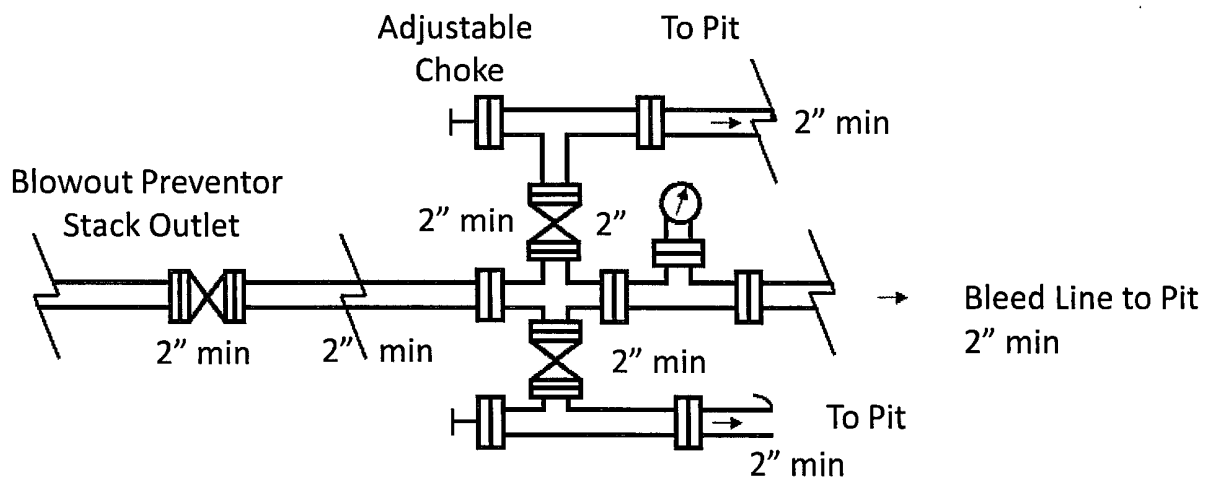 Adjustable
Choke
To Pit
2” min
Blowout Preventor
Stack Outlet
2” min
2”
2” min
2” min
2” min
Bleed Line to Pit
2” min
To Pit
2” min